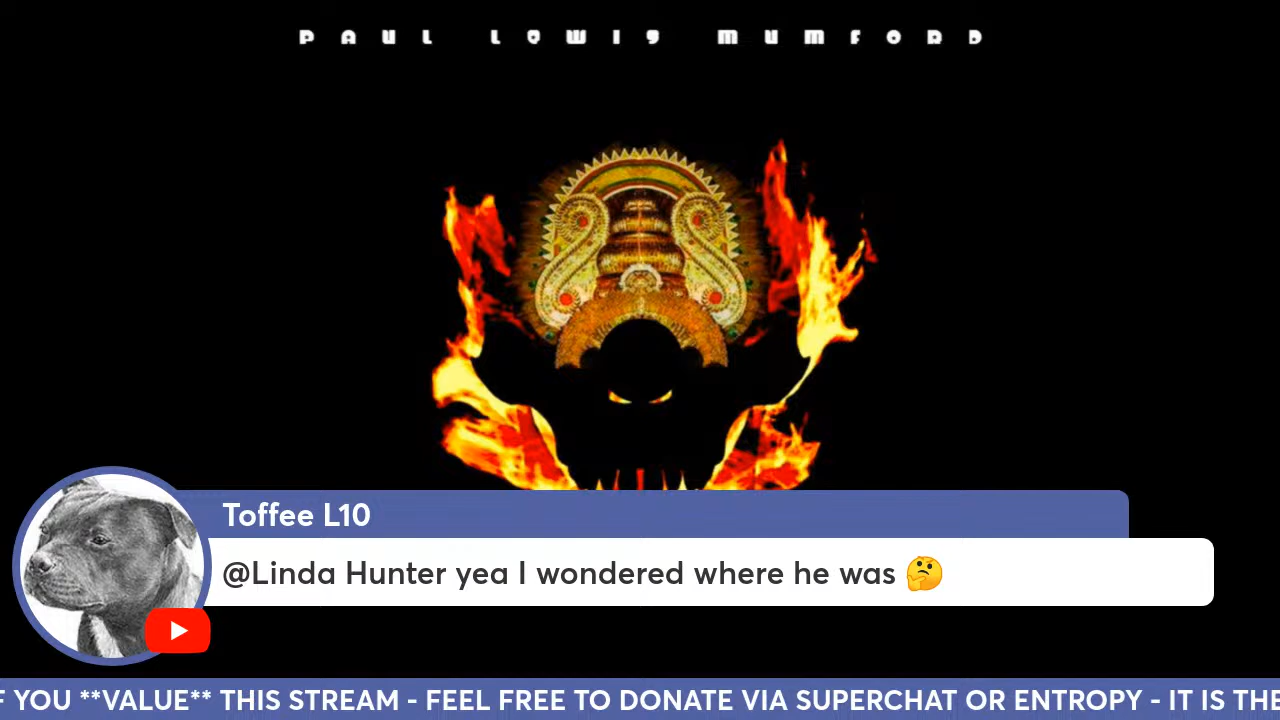 PAUL LEWIS MUMFORD
Toffee L10
@Linda Hunter yea I wondered where he was 🤔
F YOU **VALUE** THIS STREAM - FEEL FREE TO DONATE VIA SUPERCHAT OR ENTROPY - IT IS THE